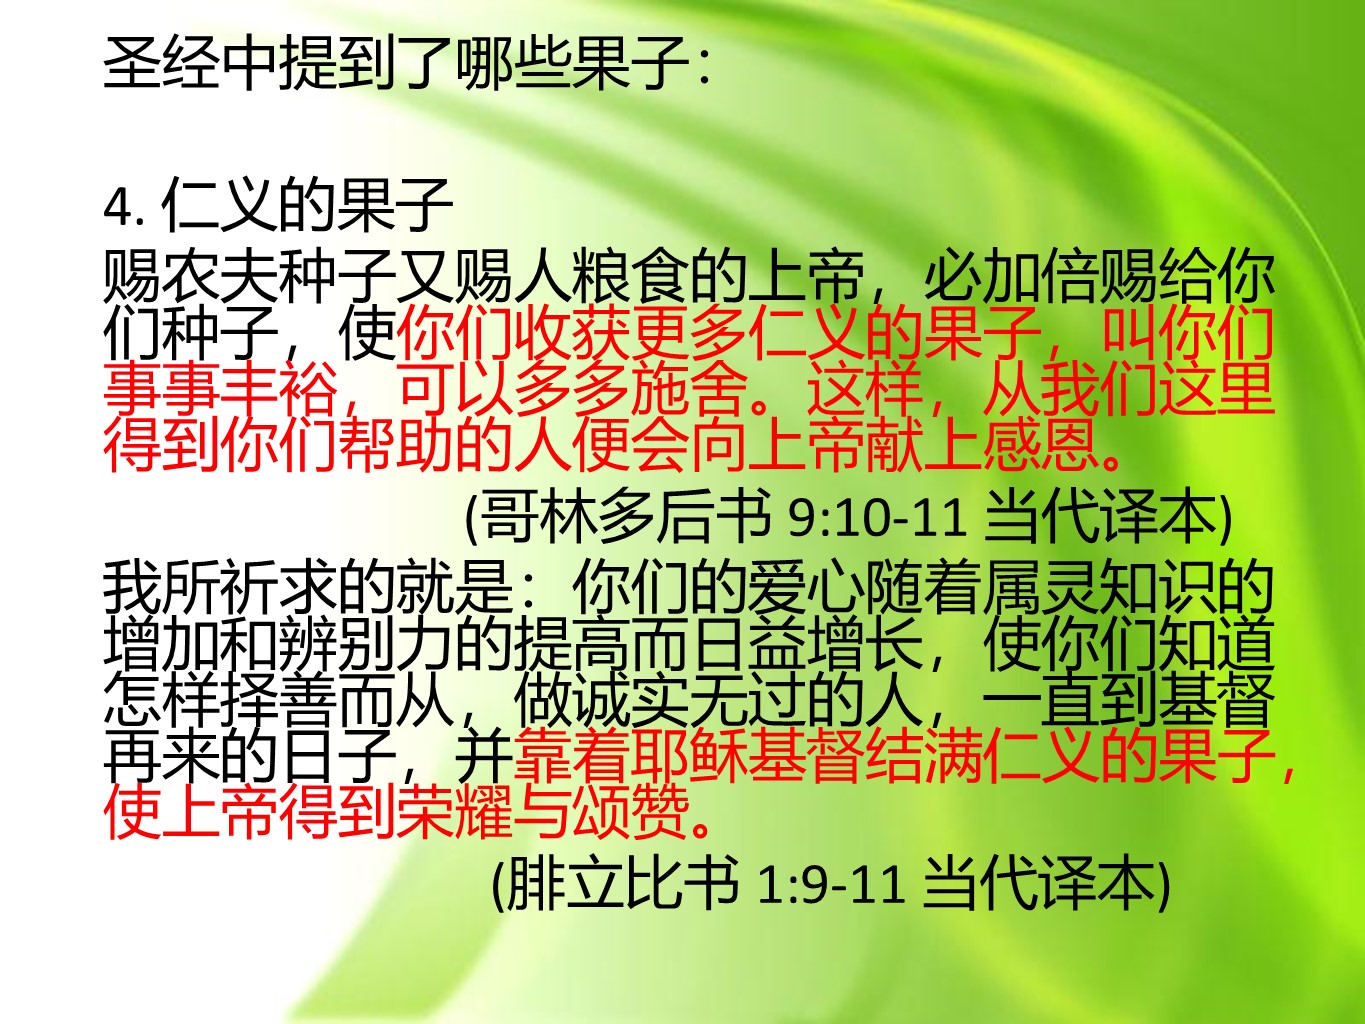 圣经中提到了哪些果子：
4. 仁义的果子
赐农夫种子又赐人粮食的上帝，必加倍赐给你
们种子，使你们收获更多仁义的果子，叫你们
事事丰裕，可以多多施舍。这样，从我们这里
得到你们帮助的人便会向上帝献上感恩。
(哥林多后书 9:10-11 当代译本)
我所祈求的就是：你们的爱心随着属灵知识的
增加和辨别力的提高而日益增长，使你们知道
怎样择善而从，做诚实无过的人，一直到基督
再来的日子，并靠着耶稣基督结满仁义的果子，
使上帝得到荣耀与颂赞。
(腓立比书 1:9-11 当代译本)